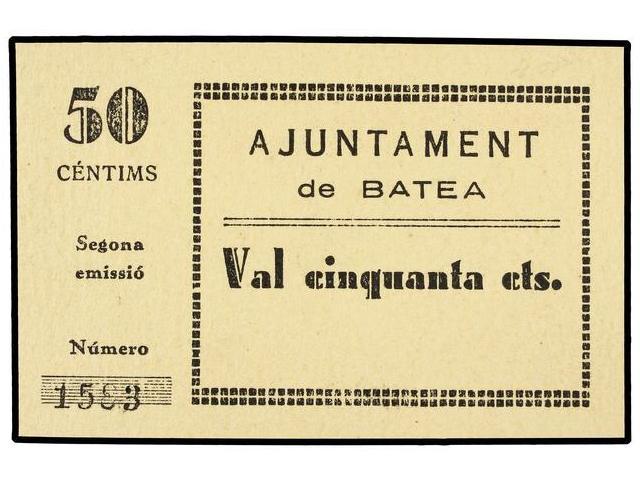 50
CÉNTIMS
Segona
emissió
Número
AJUNTAMENT
de BATEA
Val cinquanta cts.